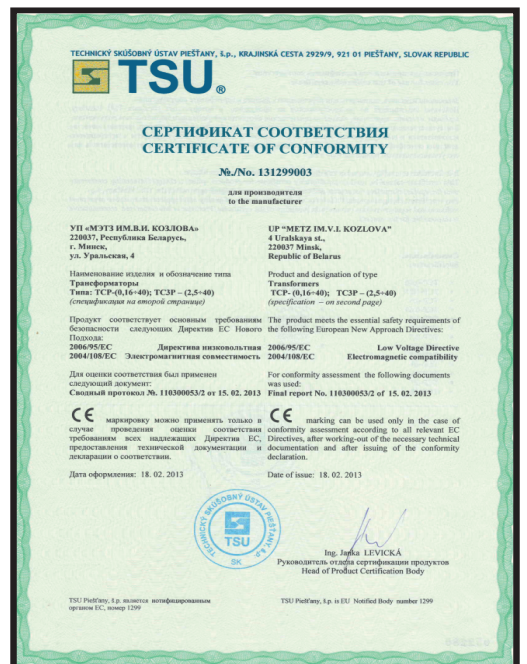 TECHNICKÝ SKÚŠOBNÝ ÚSTAV PIEŠŤANY, š.p., KRAJINSKÁ CESTA 2929/9, 921 01 PIEŠŤANY, SLOVAK REPUBLIC
TSU®
СЕРТИФИКАТ СООТВЕТСТВИЯ
CERTIFICATE OF CONFORMITY
№./No. 131299003
для производителя
to the manufacturer
УП «МЭТЗ ИМ.В.И. КОЗЛОВА»
220037, Республика Беларусь,
г. Минск,
ул. Уральская, 4
UP "METZ IM.V.I. KOZLOVA"
4 Uralskaya st.,
220037 Minsk,
Republic of Belarus
Наименование изделия и обозначение типа
Трансформаторы
Типа: ТСР-(0,16÷40); ТСЗР – (2,5÷40)
(спецификация на второй странице)
Product and designation of type
Transformers
TCP- (0,16÷40); ТСЗР – (2,5÷40)
(specification – on second page)
Продукт соответствует основным требованиям
безопасности следующих Директив ЕС Нового
Подхода:
2006/95/ЕС Директива низковольтная
2004/108/ЕС Электромагнитная совместимость
The product meets the essential safety requirements of
the following European New Approach Directives:
2006/95/EC Low Voltage Directive
2004/108/EC Electromagnetic compatibility
Для оценки соответствия был применен
следующий документ:
Сводный протокол № 110300053/2 от 15. 02. 2013
For conformity assessment the following documents
was used:
Final report No. 110300053/2 of 15. 02. 2013
CE маркировку можно применять только в
случае проведения оценки соответствия
требованиям всех надлежащих Директив ЕС,
предоставления технической документации и
декларации о соответствии.
CE marking can be used only in the case of
conformity assessment according to all relevant EC
Directives, after working-out of the necessary technical
documentation and after issuing of the conformity
declaration.
Дата оформления: 18. 02. 2013
Date of issue: 18. 02. 2013
TECHNICKÝ SKÚŠOBNÝ ÚSTAV PIEŠŤANY š.p.
TSU
SK
Ing. Janka LEVICKÁ
Руководитель отдела сертификации продуктов
Head of Product Certification Body
TSU Piešťany, š.p. является нотифицированным
органом ЕС, номер 1299
TSU Piešťany, š.p. is EU Notified Body number 1299